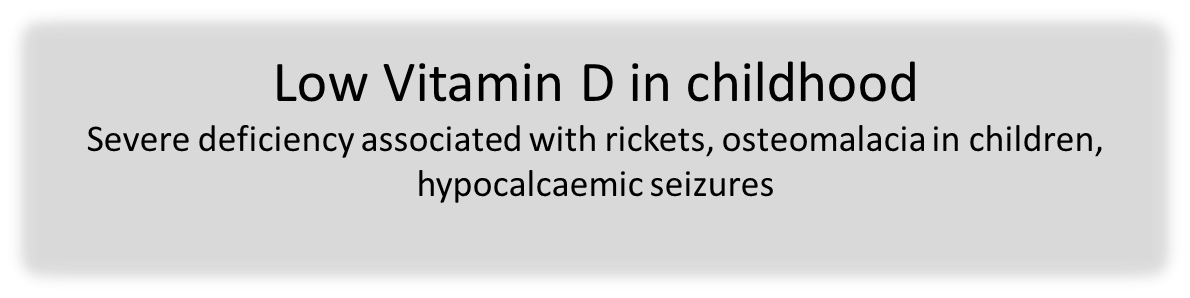 Low Vitamin D in childhood
Severe deficiency associated with rickets, osteomalacia in children,
hypocalcaemic seizures